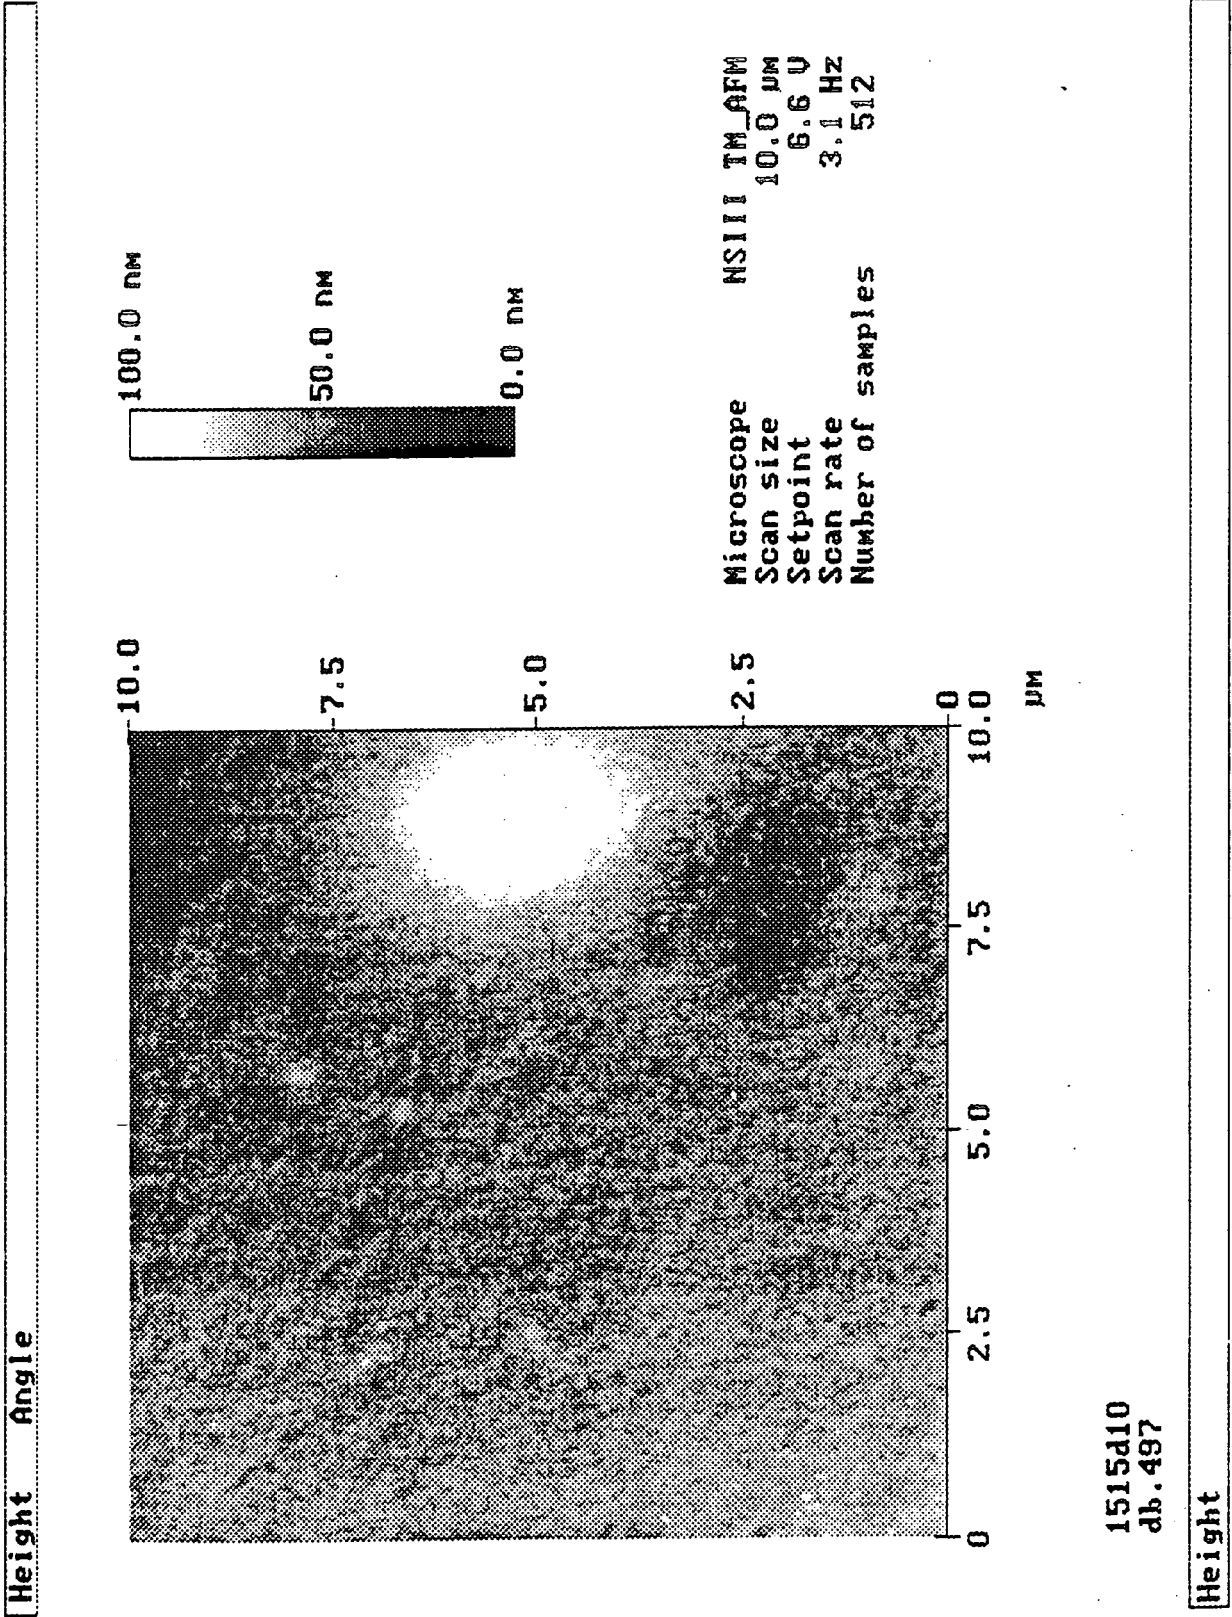 Height Angle
100.0 nm
50.0 nm
0.0 nm
10.0
7.5
5.0
2.5
0
0 2.5 5.0 7.5 10.0
µm
Microscope NSIII TM_AFM
Scan size 10.0 µm
Setpoint 6.6 V
Scan rate 3.1 Hz
Number of samples 512
1515d10
db.497
Height